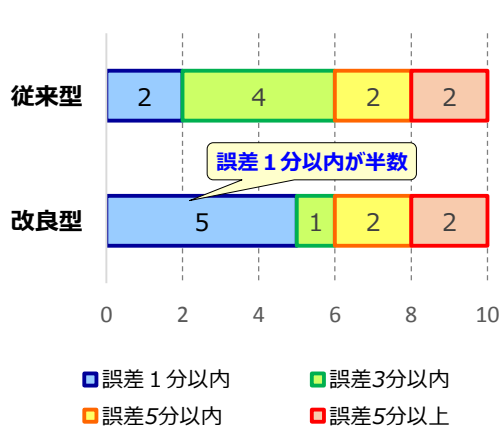 従来型
2 4 2 2
誤差１分以内が半数
改良型
5 1 2 2
0 2 4 6 8 10
誤差１分以内 誤差3分以内
誤差5分以内 誤差5分以上